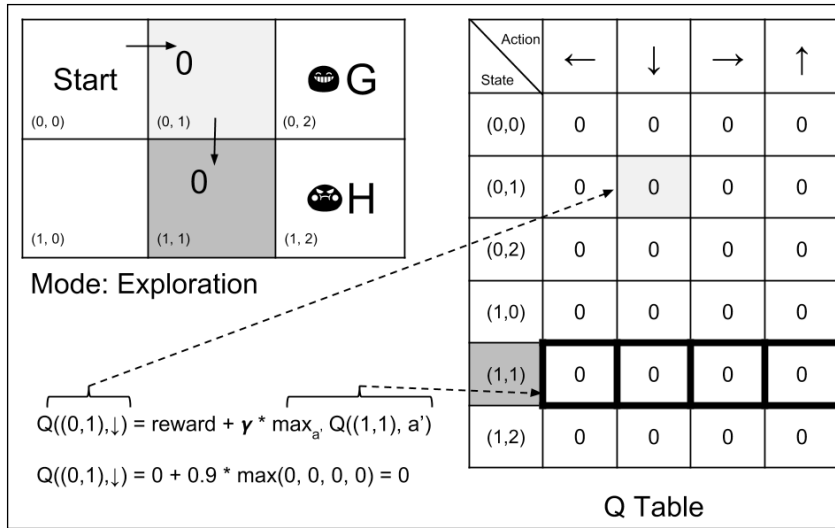 Start 0 G
(0, 0) (0, 1) (0, 2)
0 H
(1, 0) (1, 1) (1, 2)
Mode: Exploration
Q((0,1),↓) = reward + γ * maxₐ' Q((1,1), a')
Q((0,1),↓) = 0 + 0.9 * max(0, 0, 0, 0) = 0
Action
State
← ↓ → ↑
(0,0) 0 0 0 0
(0,1) 0 0 0 0
(0,2) 0 0 0 0
(1,0) 0 0 0 0
(1,1) 0 0 0 0
(1,2) 0 0 0 0
Q Table